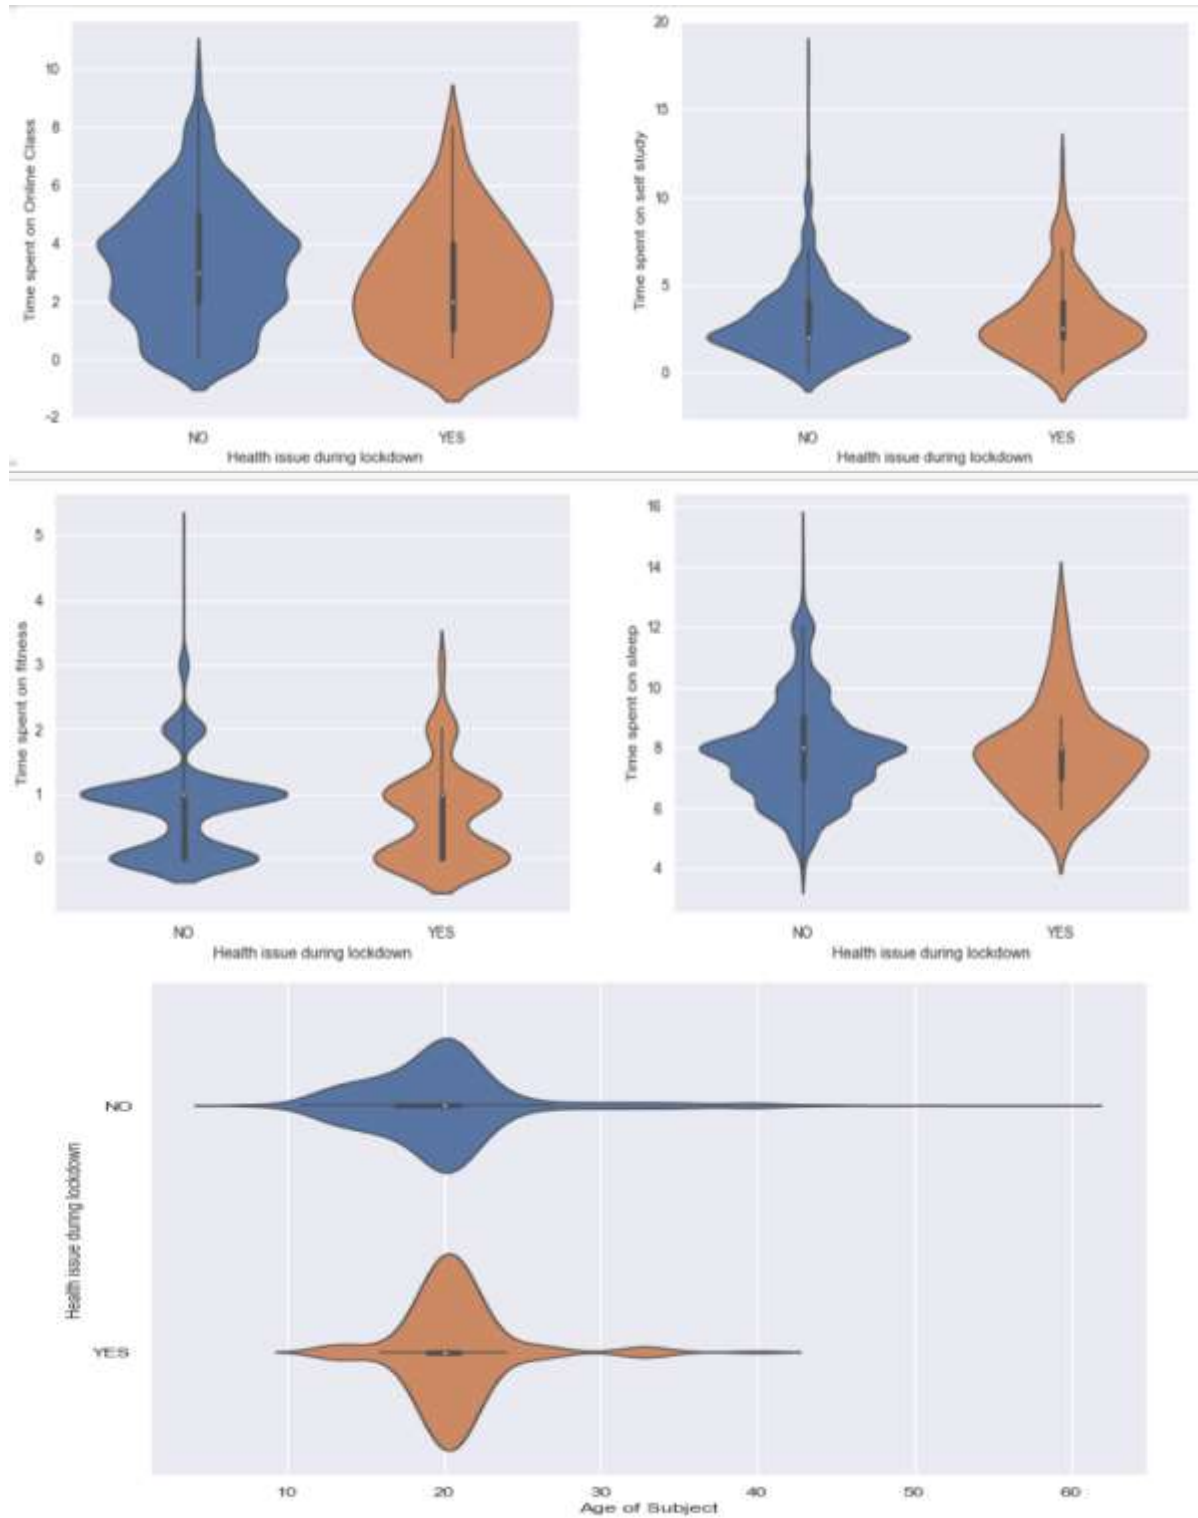 Time spent on Online Class
10
8
6
4
2
0
-2
NO YES
Health issue during lockdown
Time spent on self study
20
15
10
5
0
NO YES
Health issue during lockdown
Time spent on fitness
5
4
3
2
1
0
NO YES
Health issue during lockdown
Time spent on sleep
16
14
12
10
8
6
4
NO YES
Health issue during lockdown
Health issue during lockdown
NO
YES
10 20 30 40 50 60
Age of Subject